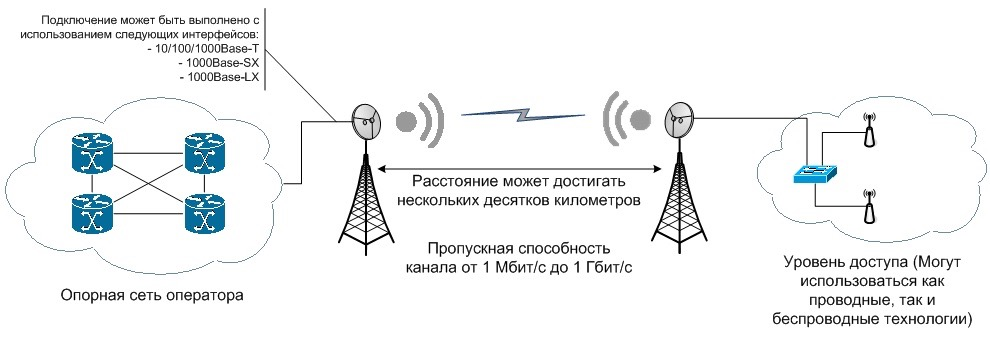 Подключение может быть выполнено с
использованием следующих интерфейсов:
- 10/100/1000Base-T
- 1000Base-SX
- 1000Base-LX
Расстояние может достигать
нескольких десятков километров
Пропускная способность
канала от 1 Мбит/с до 1 Гбит/с
Опорная сеть оператора
Уровень доступа (Могут
использоваться как
проводные, так и
беспроводные технологии)